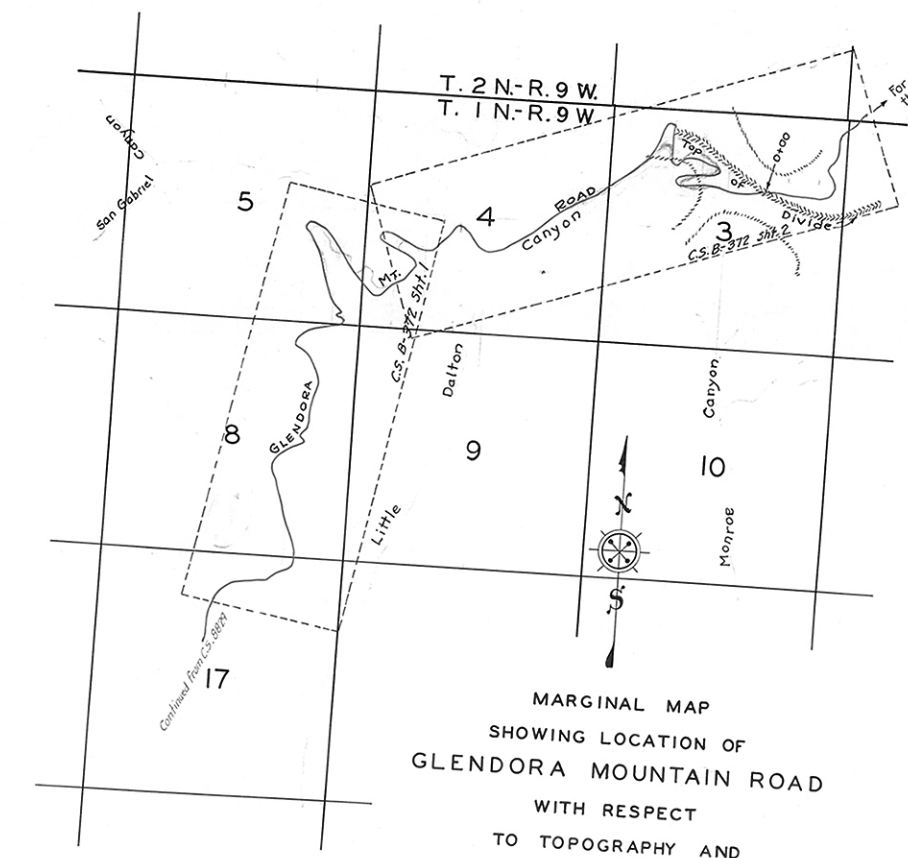 T. 2 N.-R. 9 W.
T. 1 N.-R. 9 W.
For
Canyon
San Gabriel
5
4
ROAD
Canyon
Top
of
Divide
0+00
3
C.S. B-372 Sht. 2
MT.
C.S. B-372 Sht. 1
GLENDORA
8
Dalton
Little
9
Canyon
Monroe
10
N
S
Continued from C.S. 8829
17
MARGINAL MAP
SHOWING LOCATION OF
GLENDORA MOUNTAIN ROAD
WITH RESPECT
TO TOPOGRAPHY AND